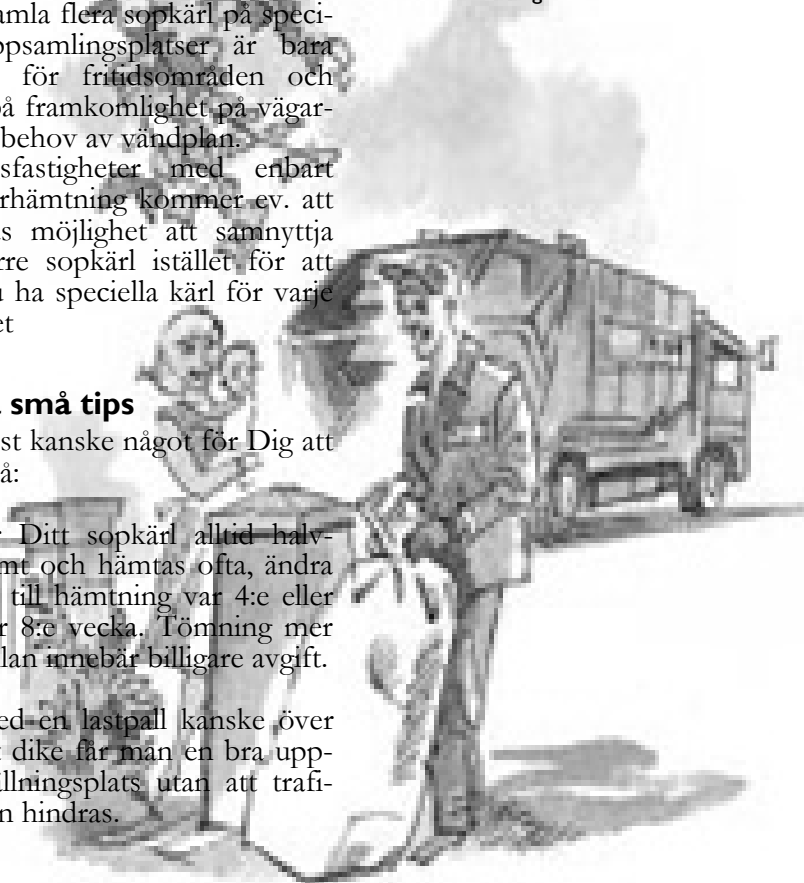 amla flera sopkärl på speci-
ppsamlingsplatser är bara
för fritidsområden och
på framkomlighet på vägar-
behov av vändplan.
sfastigheter med enbart
rhämtning kommer ev. att
s möjlighet att samnyttja
rre sopkärl istället för att
u ha speciella kärl för varje
et
små tips
st kanske något för Dig att
å:
r Ditt sopkärl alltid halv-
mt och hämtas ofta, ändra
till hämtning var 4:e eller
r 8:e vecka. Tömning mer
llan innebär billigare avgift.
ed en lastpall kanske över
t dike får man en bra upp-
llningsplats utan att trafi-
n hindras.